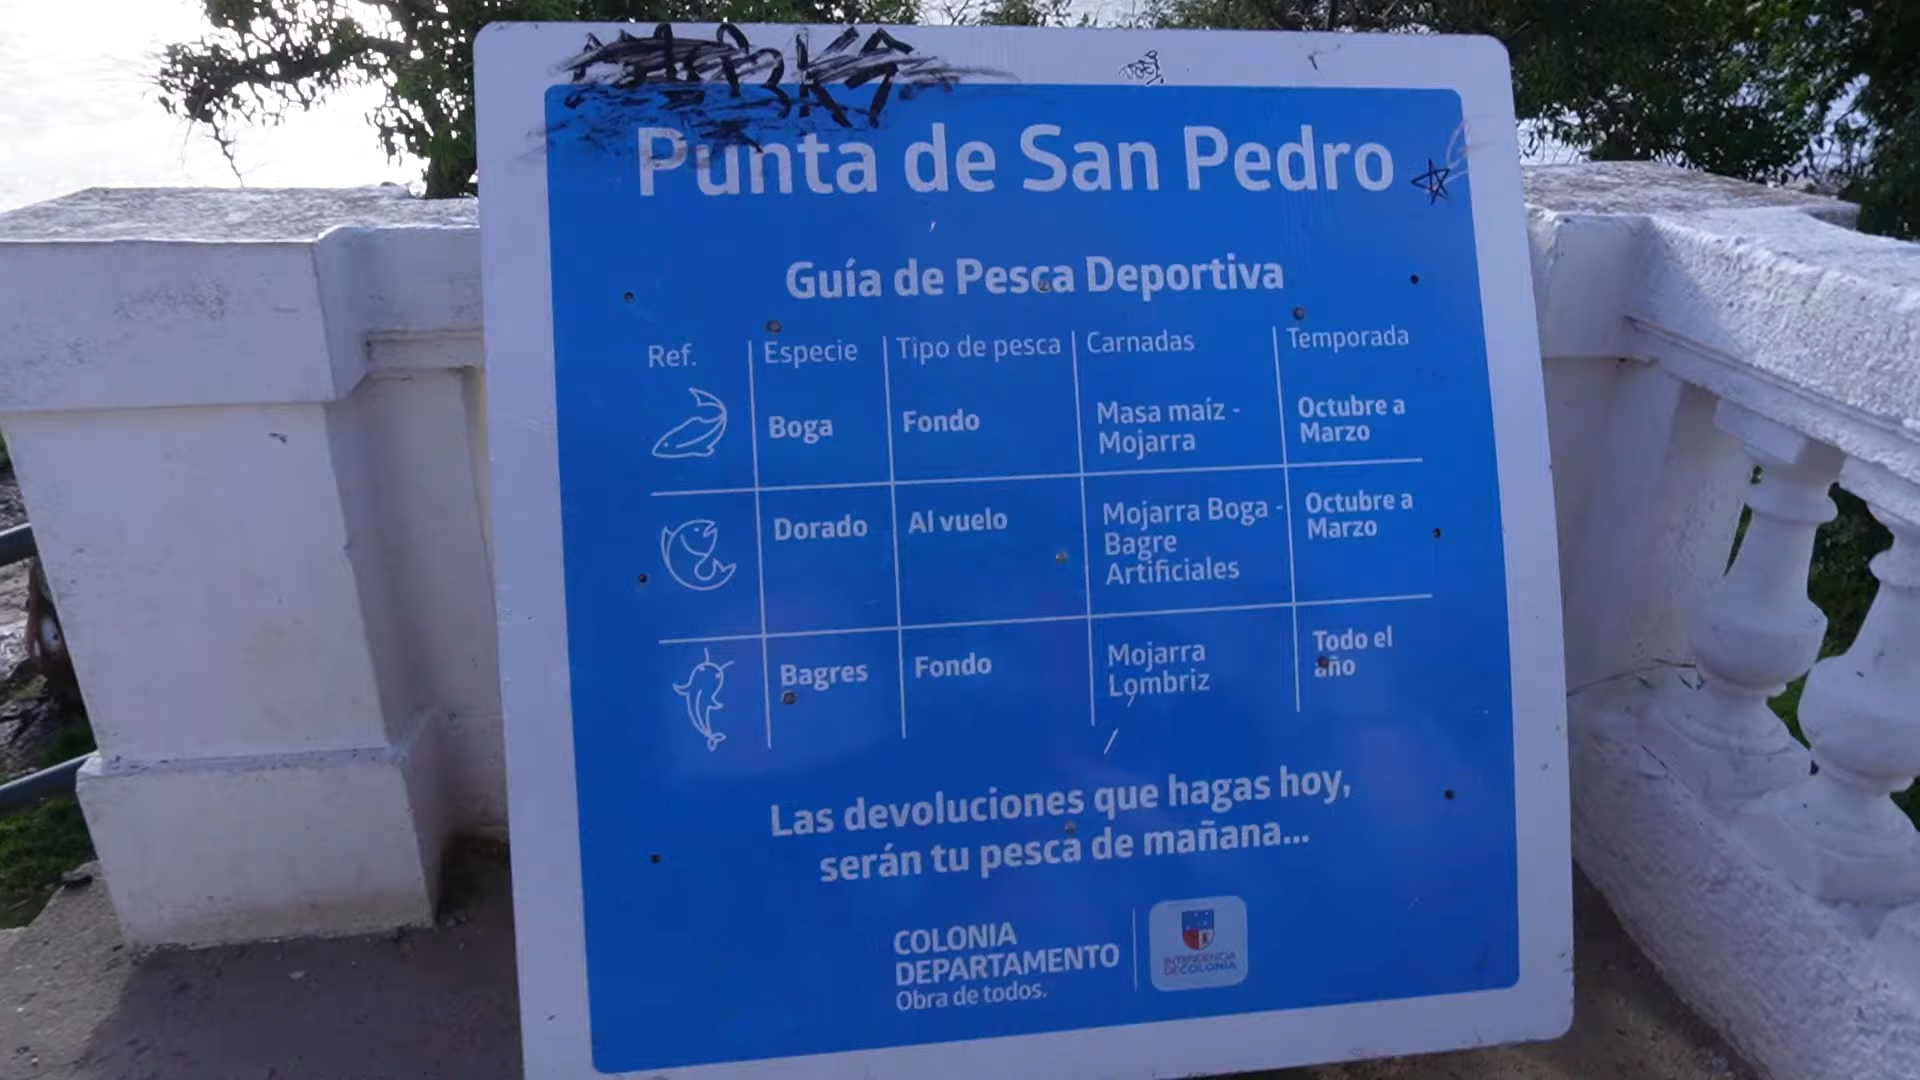 Punta de San Pedro
Guía de Pesca Deportiva
Ref. Especie Tipo de pesca Carnadas Temporada
Boga Fondo Masa maíz - Mojarra Octubre a Marzo
Dorado Al vuelo Mojarra Boga - Bagre Artificiales Octubre a Marzo
Bagres Fondo Mojarra Lombriz Todo el año
Las devoluciones que hagas hoy,
serán tu pesca de mañana...
COLONIA
DEPARTAMENTO
Obra de todos.
INTENDENCIA
DE COLONIA